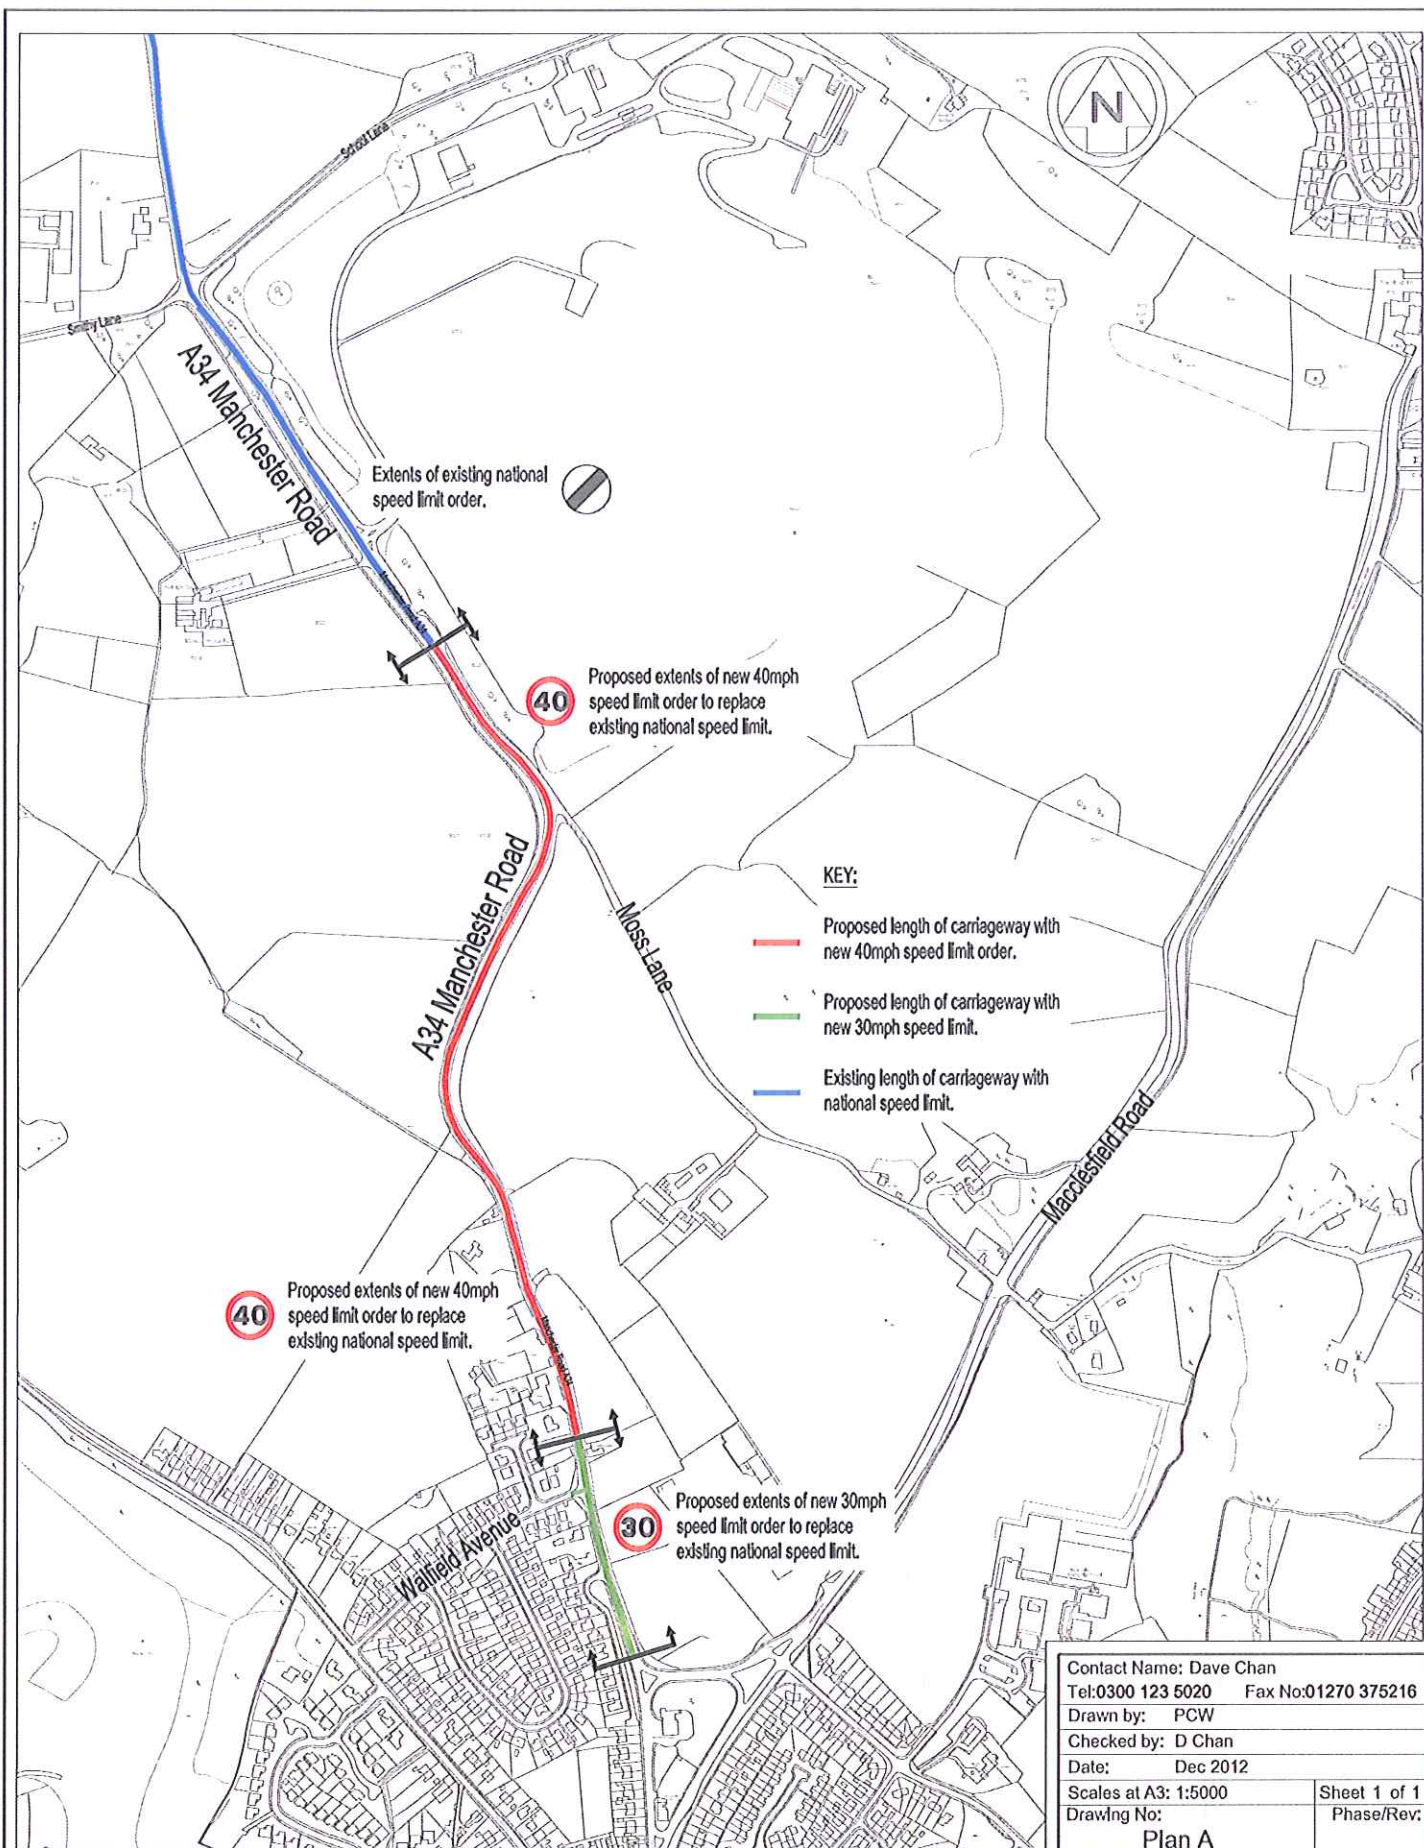 N
School Lane
Smithy Lane
A34 Manchester Road
Extents of existing national
speed limit order.
Manchester Road A34
40
Proposed extents of new 40mph
speed limit order to replace
existing national speed limit.
A34 Manchester Road
Moss Lane
KEY:
Proposed length of carriageway with
new 40mph speed limit order.
Proposed length of carriageway with
new 30mph speed limit.
Existing length of carriageway with
national speed limit.
Macclesfield Road
40
Proposed extents of new 40mph
speed limit order to replace
existing national speed limit.
Manchester Road A34
30
Proposed extents of new 30mph
speed limit order to replace
existing national speed limit.
Walfield Avenue
Contact Name: Dave Chan
Tel:0300 123 5020 Fax No:01270 375216
Drawn by: PCW
Checked by: D Chan
Date: Dec 2012
Scales at A3: 1:5000 Sheet 1 of 1
Drawing No: Phase/Rev:
Plan A